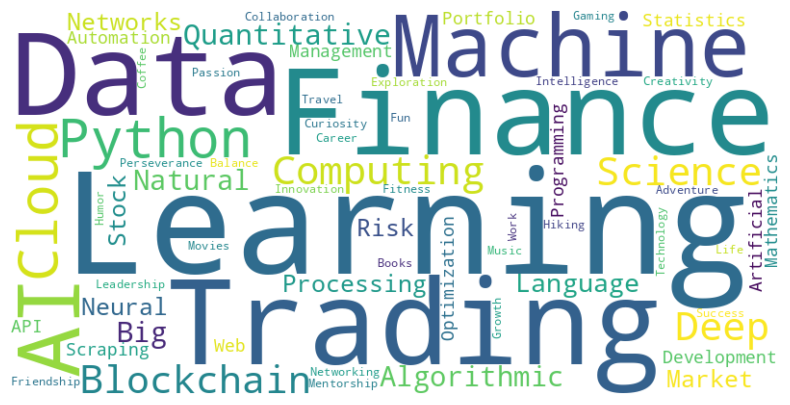 Networks
Collaboration
Portfolio
Gaming
Statistics
Automation
Quantitative
Machine
Data
Coffee
Management
Passion
Exploration
Intelligence
Creativity
Finance
Travel
Curiosity
Fun
Career
Python
Cloud
Perseverance
Balance
Computing
Programming
Science
Mathematics
Natural
Stock
Innovation
Fitness
Adventure
Learning
Humor
Risk
Work
Hiking
Artificial
Technology
Movies
Optimization
Music
Life
Books
AI
Leadership
Processing
Language
Trading
Neural
Growth
Success
API
Big
Deep
Scraping
Web
Development
Friendship
Blockchain
Networking
Mentorship
Algorithmic
Market